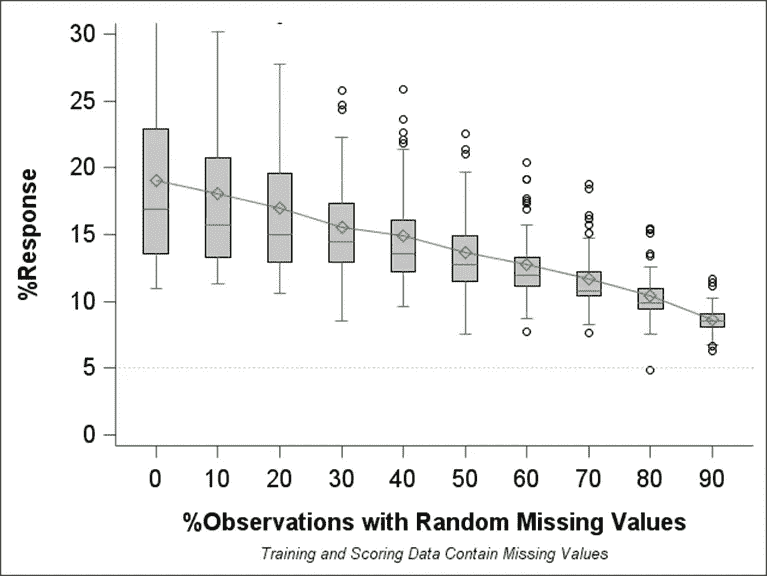 %Response
30
25
20
15
10
5
0
0 10 20 30 40 50 60 70 80 90
%Observations with Random Missing Values
Training and Scoring Data Contain Missing Values